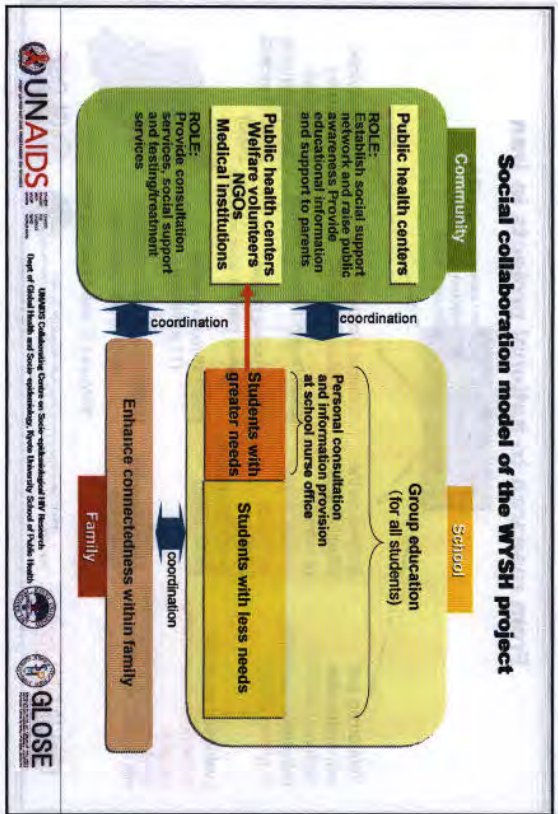 Social collaboration model of the WYSH project
Community
Public health centers
ROLE:
Establish social support
network and raise public
awareness Provide
educational information
and support to parents
Public health centers
Welfare volunteers
NGOs
Medical institutions
ROLE:
Provide consultation
services, social support
and testing/treatment
services
coordination
coordination
School
Group education
(for all students)
Personal consultation
and information provision
at school nurse office
Students with
greater needs
Students with less needs
coordination
Enhance connectedness within family
Family
UNAIDS
UNAIDS Collaborating Centre on Socio-epidemiological HIV Research
Dept of Global Health and Socio-epidemiology, Kyoto University School of Public Health
GLOSE